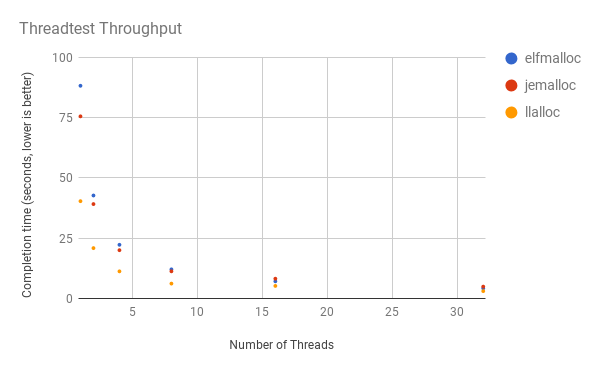 Threadtest Throughput
elfmalloc
jemalloc
llalloc
Completion time (seconds, lower is better)
100
75
50
25
0
5 10 15 20 25 30
Number of Threads